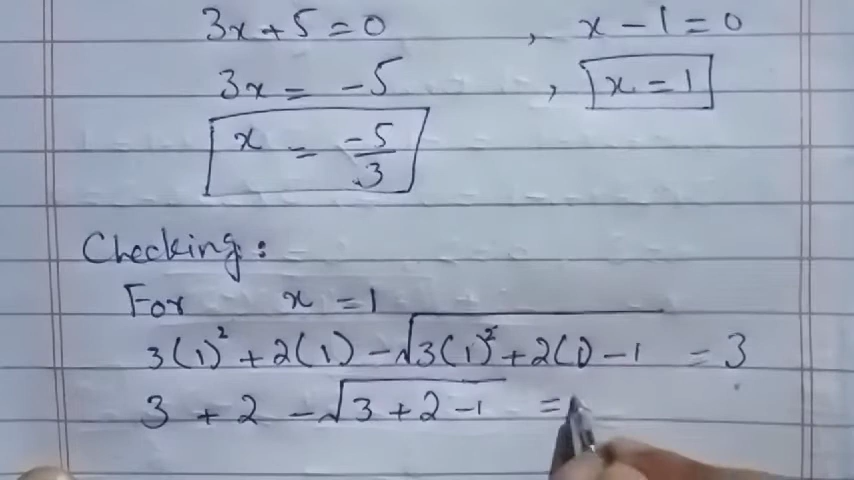 3x + 5 = 0 , x - 1 = 0
3x = -5 , x = 1
x = -5/3
Checking:
For x = 1
3(1)² + 2(1) - √3(1)² + 2(1) - 1 = 3
3 + 2 - √3 + 2 - 1 =